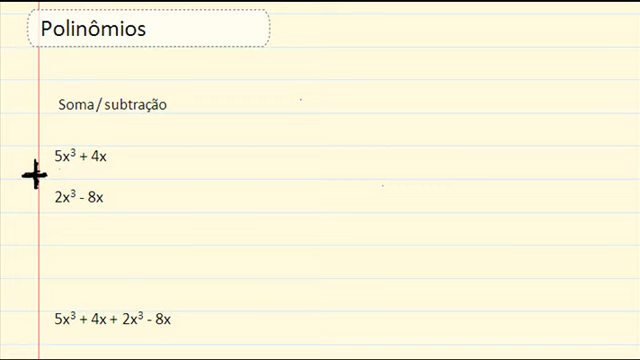 Polinômios
Soma / subtração
5x³ + 4x
+
2x³ - 8x
5x³ + 4x + 2x³ - 8x